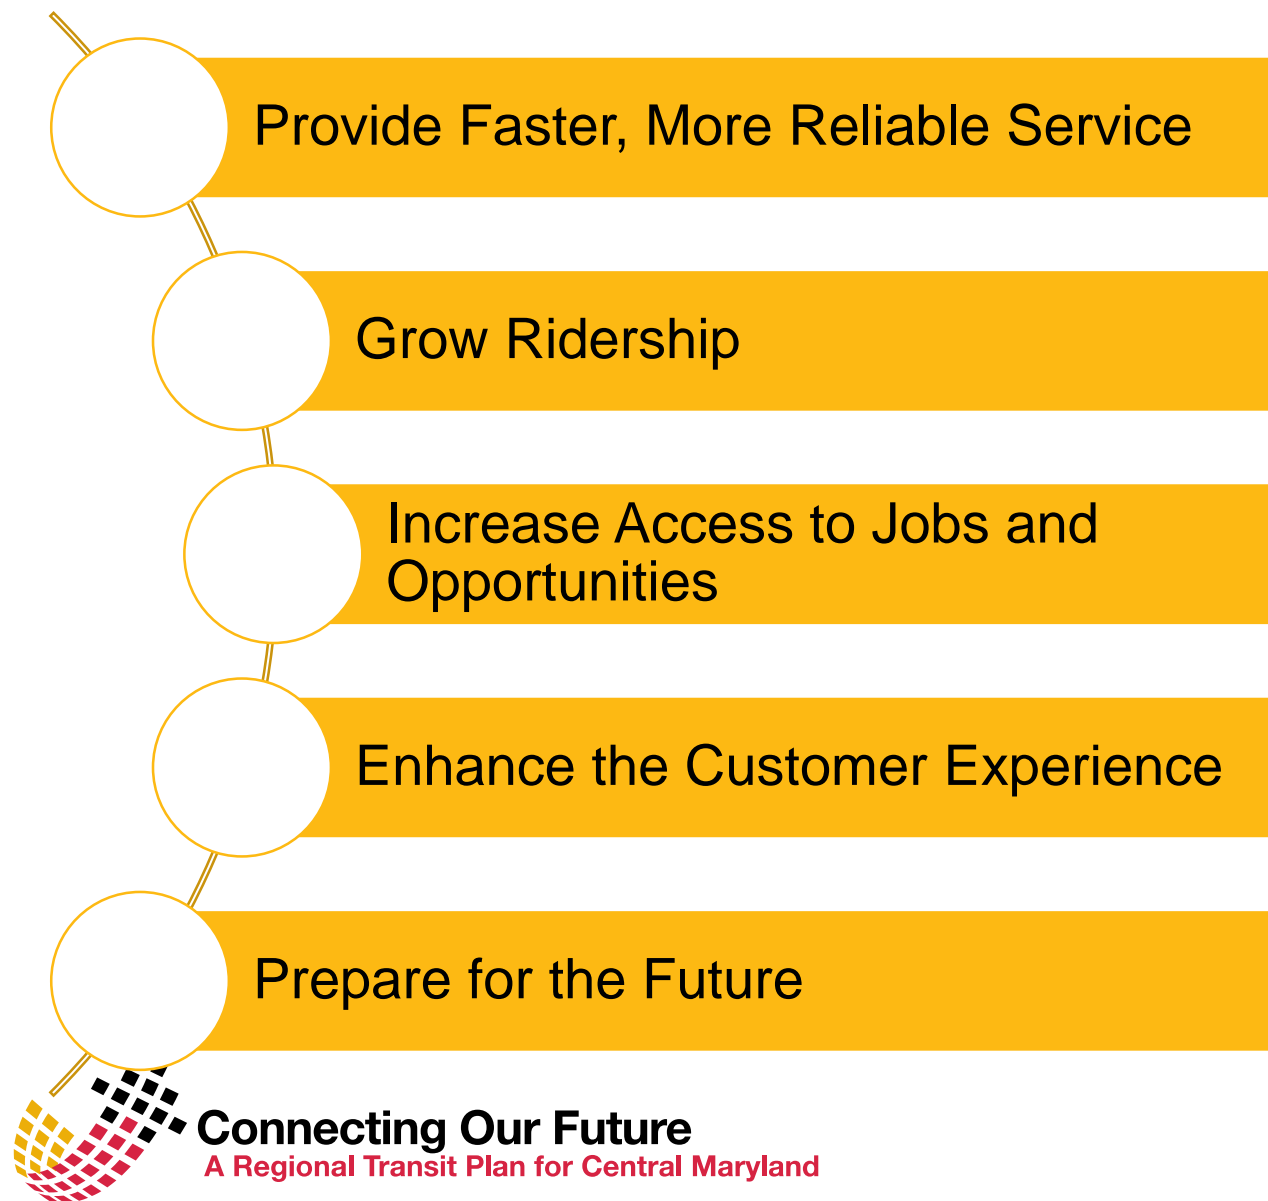 Provide Faster, More Reliable Service
Grow Ridership
Increase Access to Jobs and
Opportunities
Enhance the Customer Experience
Prepare for the Future
Connecting Our Future
A Regional Transit Plan for Central Maryland